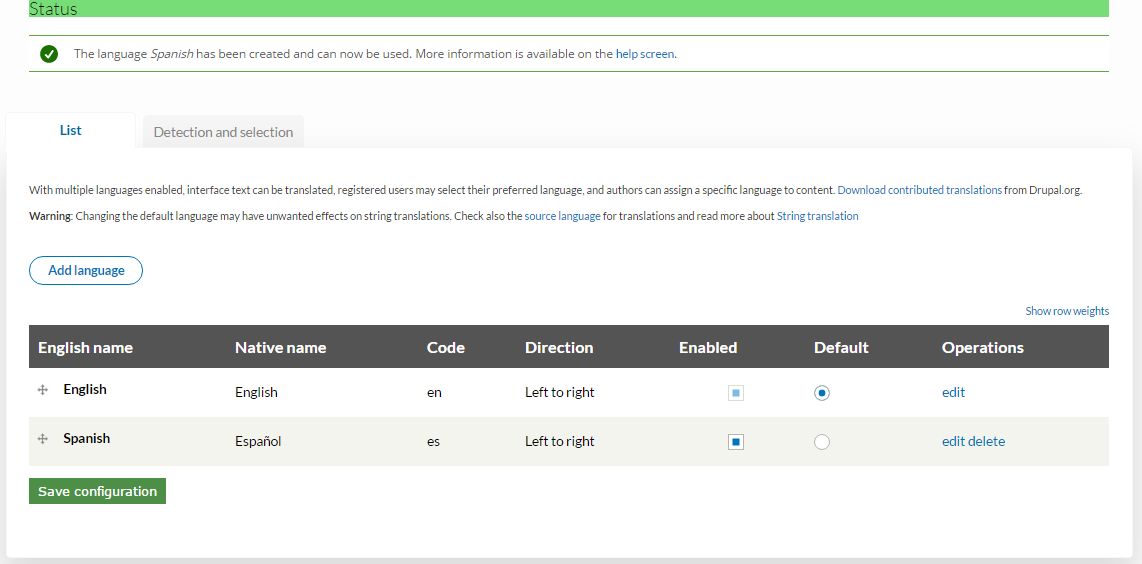 Status
The language Spanish has been created and can now be used. More information is available on the help screen.
List
Detection and selection
With multiple languages enabled, interface text can be translated, registered users may select their preferred language, and authors can assign a specific language to content. Download contributed translations from Drupal.org.
Warning: Changing the default language may have unwanted effects on string translations. Check also the source language for translations and read more about String translation
Add language
Show row weights
English name Native name Code Direction Enabled Default Operations
English English en Left to right edit
Spanish Español es Left to right edit delete
Save configuration